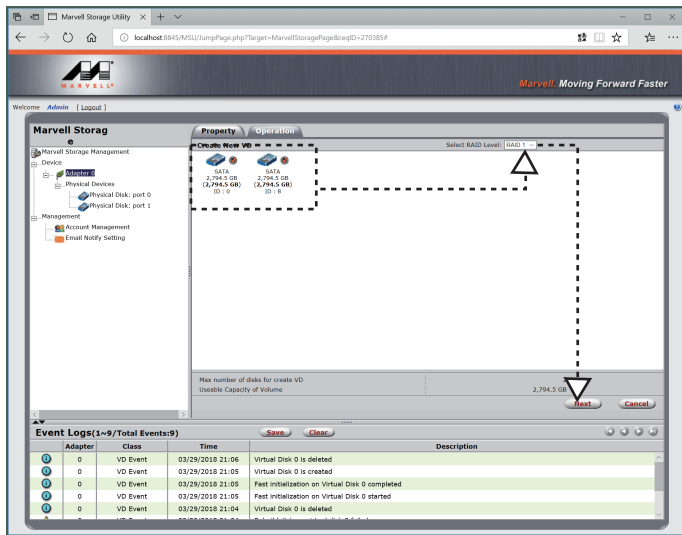 Marvell Storage Utility
localhost:8845/MSU/JumpPage.php?Target=MarvellStoragePage&reqID=270385#
MARVELL®
Marvell. Moving Forward Faster
Welcome Admin [ Logout ]
Marvell Storag
e
Marvell Storage Management
Device
Adapter 0
Physical Devices
Physical Disk: port 0
Physical Disk: port 1
Management
Account Management
Email Notify Setting
Property Operation
Create New VD Select RAID Level: RAID 1
SATA SATA
2,794.5 GB 2,794.5 GB
(2,794.5 GB) (2,794.5 GB)
ID : 0 ID : 8
Max number of disks for create VD
Useable Capacity of Volume 2,794.5 GB
Next Cancel
Event Logs(1~9/Total Events:9) Save Clear
Adapter Class Time Description
0 VD Event 03/29/2018 21:06 Virtual Disk 0 is deleted
0 VD Event 03/29/2018 21:05 Virtual Disk 0 is created
0 VD Event 03/29/2018 21:05 Fast initialization on Virtual Disk 0 completed
0 VD Event 03/29/2018 21:05 Fast initialization on Virtual Disk 0 started
0 VD Event 03/29/2018 21:04 Virtual Disk 0 is deleted